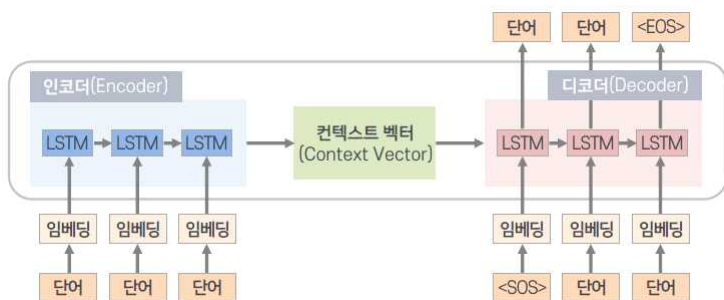 단어 단어 <EOS>
인코더(Encoder) 디코더(Decoder)
LSTM LSTM LSTM
컨텍스트 벡터
(Context Vector)
LSTM LSTM LSTM
임베딩 임베딩 임베딩 임베딩 임베딩 임베딩
단어 단어 단어 <SOS> 단어 단어